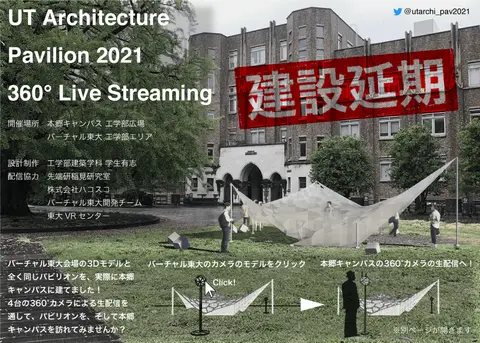 UT Architecture
Pavilion 2021
360° Live Streaming
@utarchi_pav2021
建設延期
開催場所 本郷キャンパス 工学部広場
バーチャル東大 工学部エリア
設計制作 工学部建築学科 学生有志
配信協力 先端研稲見研究室
株式会社ハコスコ
バーチャル東大開発チーム
東大 VR センター
バーチャル東大会場の3Dモデルと
全く同じパビリオンを、実際に本郷
キャンパスに建てました！
4台の360°カメラによる生配信を
通して、パビリオンを、そして本郷
キャンパスを訪れてみませんか？
バーチャル東大のカメラのモデルをクリック
Click!
本郷キャンパスの360°カメラの生配信へ！
※別ページが開きます